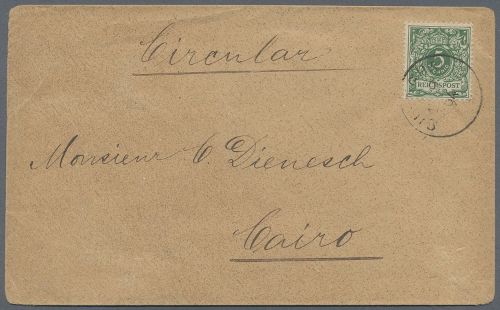 Circular
5
REICHSPOST
Monsieur C. Dienesch
Cairo